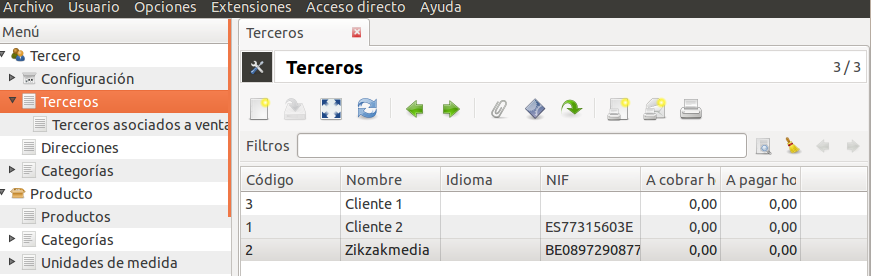 Archivo Usuario Opciones Extensiones Acceso directo Ayuda
Menú
Tercero
Configuración
Terceros
Terceros asociados a venta
Direcciones
Categorías
Producto
Productos
Categorías
Unidades de medida
Terceros
Terceros 3 / 3
Filtros
Código Nombre Idioma NIF A cobrar h A pagar ho
3 Cliente 1 0,00 0,00
1 Cliente 2 ES77315603E 0,00 0,00
2 Zikzakmedia BE0897290877 0,00 0,00